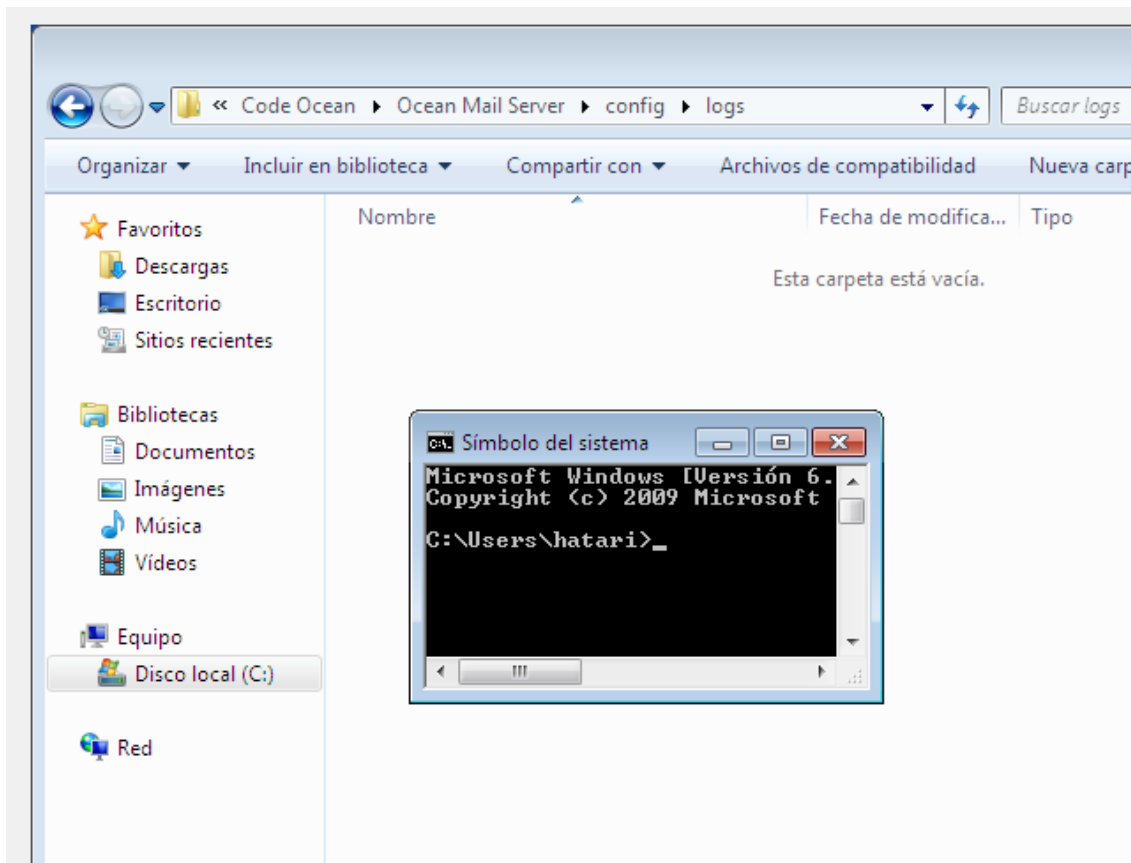 « Code Ocean Ocean Mail Server config logs Buscar logs
Organizar Incluir en biblioteca Compartir con Archivos de compatibilidad Nueva carp
Nombre Fecha de modifica... Tipo
Esta carpeta está vacía.
Favoritos
Descargas
Escritorio
Sitios recientes
Bibliotecas
Documentos
Imágenes
Música
Vídeos
Equipo
Disco local (C:)
Red
C:\. Símbolo del sistema
Microsoft Windows [Versión 6.
Copyright (c) 2009 Microsoft
C:\Users\hatari>_